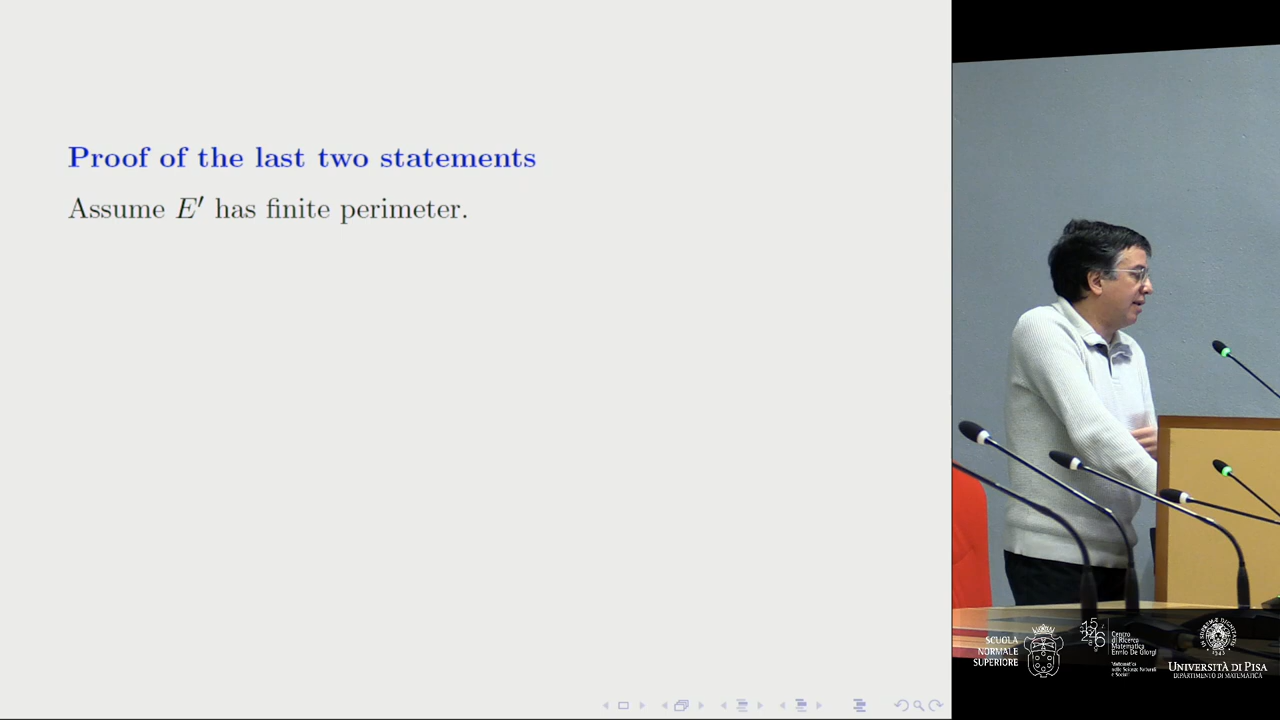 Proof of the last two statements
Assume E′ has finite perimeter.
SCUOLA
NORMALE
SUPERIORE
Centro
di Ricerca
Matematica
Ennio De Giorgi
UNIVERSITÀ DI PISA
DIPARTIMENTO DI MATEMATICA